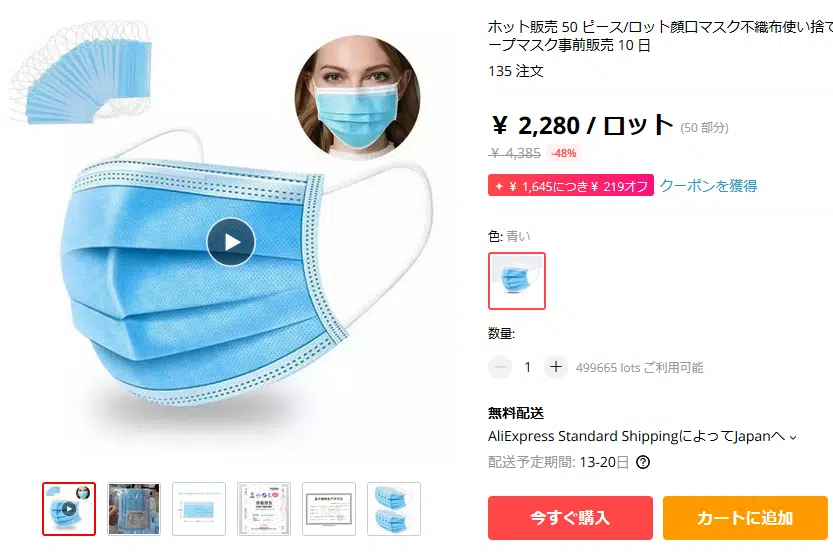 ホット販売 50 ピース/ロット顔口マスク不織布使い捨て
ープマスク事前販売 10 日
135 注文
¥ 2,280 / ロット (50 部分)
¥ 4,385 -48%
¥ 1,645につき¥ 219オフ クーポンを獲得
色: 青い
数量:
1 499665 lots ご利用可能
無料配送
AliExpress Standard ShippingによってJapanへ
配送予定期間: 13-20日
今すぐ購入
カートに追加